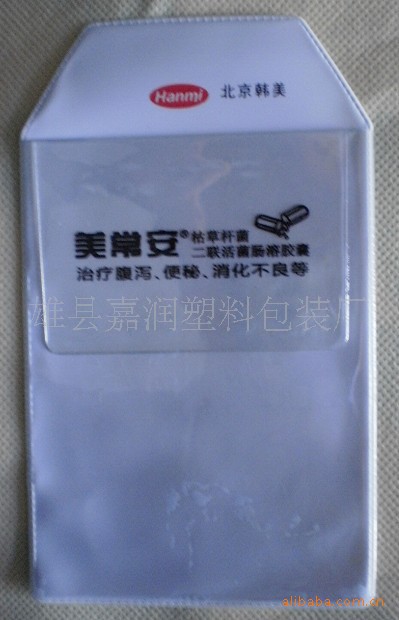 Hanmi 北京韩美
美常安® 枯草杆菌
二联活菌肠溶胶囊
治疗腹泻、便秘、消化不良等
雄县嘉润塑料包装厂
alibaba.com.cn